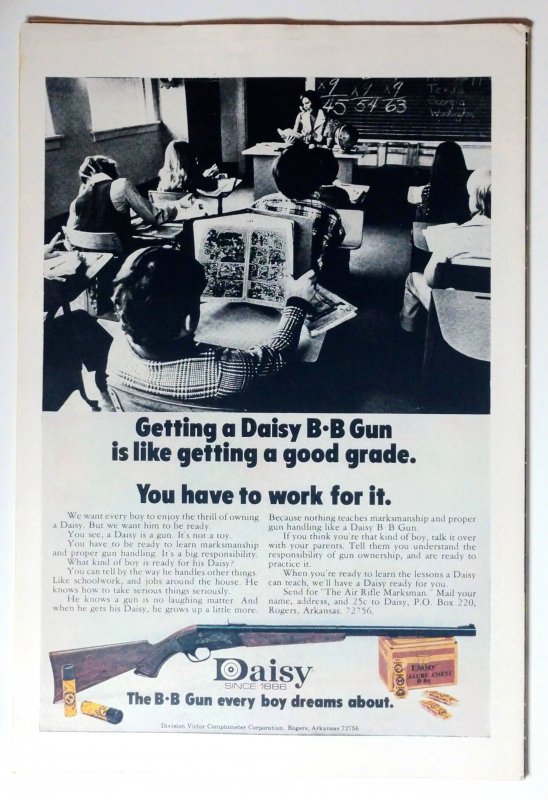 ×9 ×9 ×9
45 54 63
Texas
Georgia
Washington
Getting a Daisy B·B Gun
is like getting a good grade.
You have to work for it.
We want every boy to enjoy the thrill of owning
a Daisy. But we want him to be ready.
You see, a Daisy is a gun. It's not a toy.
You have to be ready to learn marksmanship
and proper gun handling. It's a big responsibility.
What kind of boy is ready for his Daisy?
You can tell by the way he handles other things.
Like schoolwork, and jobs around the house. He
knows how to take serious things seriously.
He knows a gun is no laughing matter. And
when he gets his Daisy, he grows up a little more.
Because nothing teaches marksmanship and proper
gun handling like a Daisy B·B Gun.
If you think you're that kind of boy, talk it over
with your parents. Tell them you understand the
responsibility of gun ownership, and are ready to
practice it.
When you're ready to learn the lessons a Daisy
can teach, we'll have a Daisy ready for you.
Send for "The Air Rifle Marksman." Mail your
name, address, and 25c to Daisy, P.O. Box 220,
Rogers, Arkansas. 72756.
Daisy
SINCE 1886
Daisy
The B·B Gun every boy dreams about.
Division Victor Comptometer Corporation, Rogers, Arkansas 72756